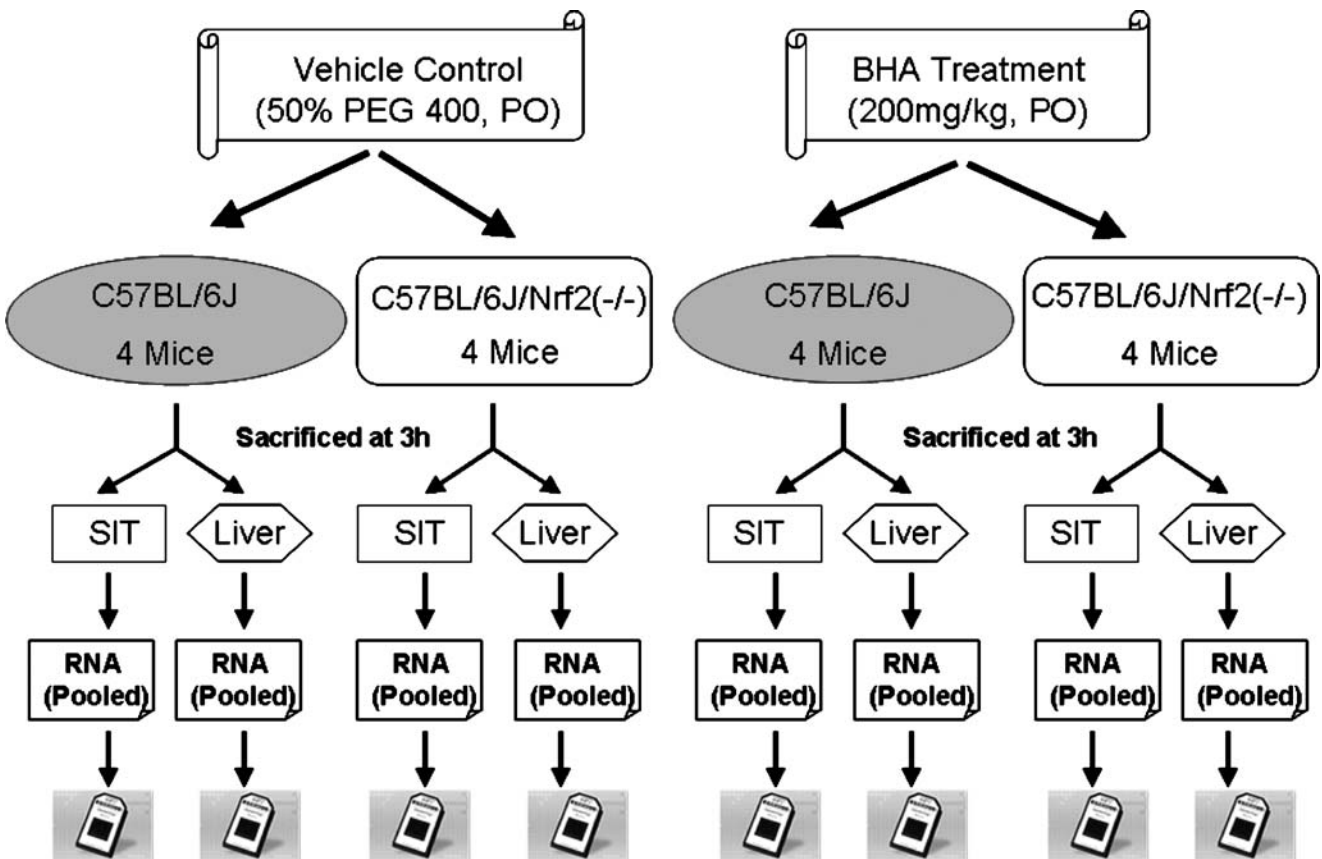 Vehicle Control
(50% PEG 400, PO)
BHA Treatment
(200mg/kg, PO)
C57BL/6J
4 Mice
C57BL/6J/Nrf2(-/-)
4 Mice
C57BL/6J
4 Mice
C57BL/6J/Nrf2(-/-)
4 Mice
Sacrificed at 3h
Sacrificed at 3h
SIT
Liver
SIT
Liver
SIT
Liver
SIT
Liver
RNA
(Pooled)
RNA
(Pooled)
RNA
(Pooled)
RNA
(Pooled)
RNA
(Pooled)
RNA
(Pooled)
RNA
(Pooled)
RNA
(Pooled)